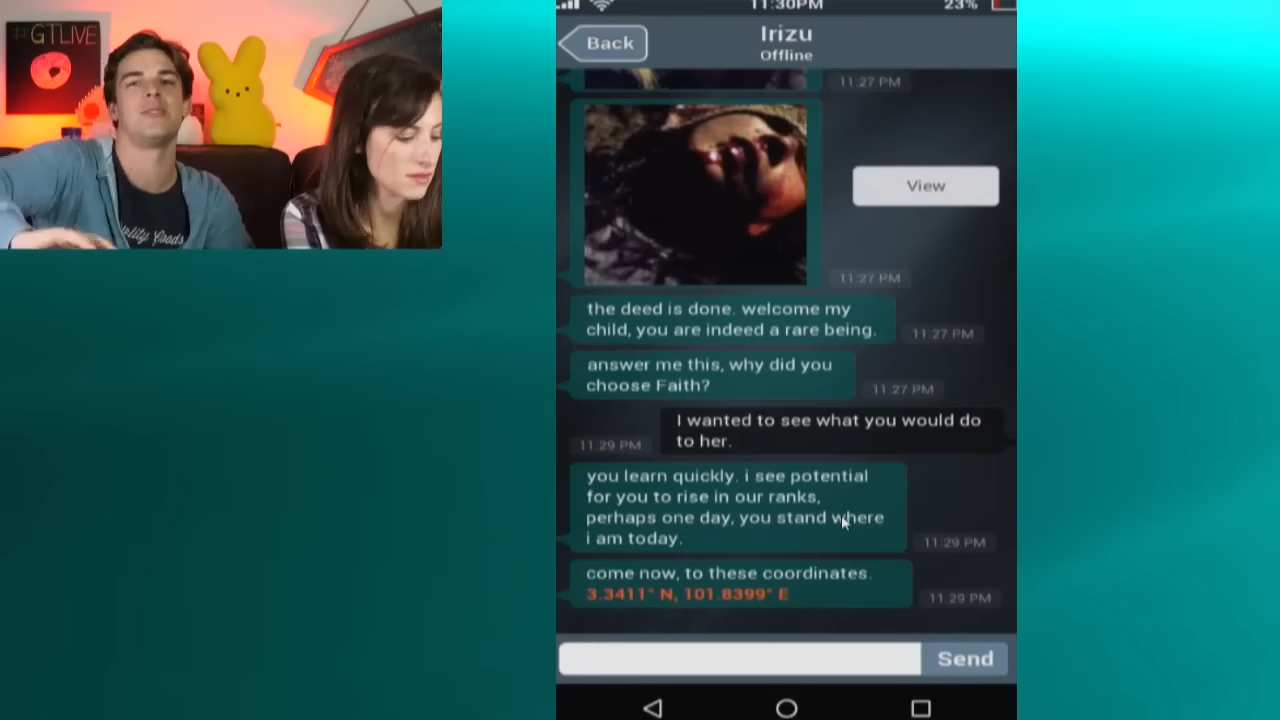 #GTLIVE
11:30PM
23%
Back
Irizu
Offline
11:27 PM
View
11:27 PM
the deed is done. welcome my
child, you are indeed a rare being.
11:27 PM
answer me this, why did you
choose Faith?
11:27 PM
I wanted to see what you would do
to her.
11:29 PM
you learn quickly. i see potential
for you to rise in our ranks,
perhaps one day, you stand where
i am today.
11:29 PM
come now, to these coordinates.
3.3411° N, 101.8399° E
11:29 PM
Send